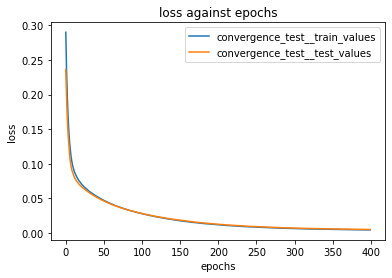 loss against epochs
convergence_test__train_values
convergence_test__test_values
loss
0.30
0.25
0.20
0.15
0.10
0.05
0.00
0 50 100 150 200 250 300 350 400
epochs